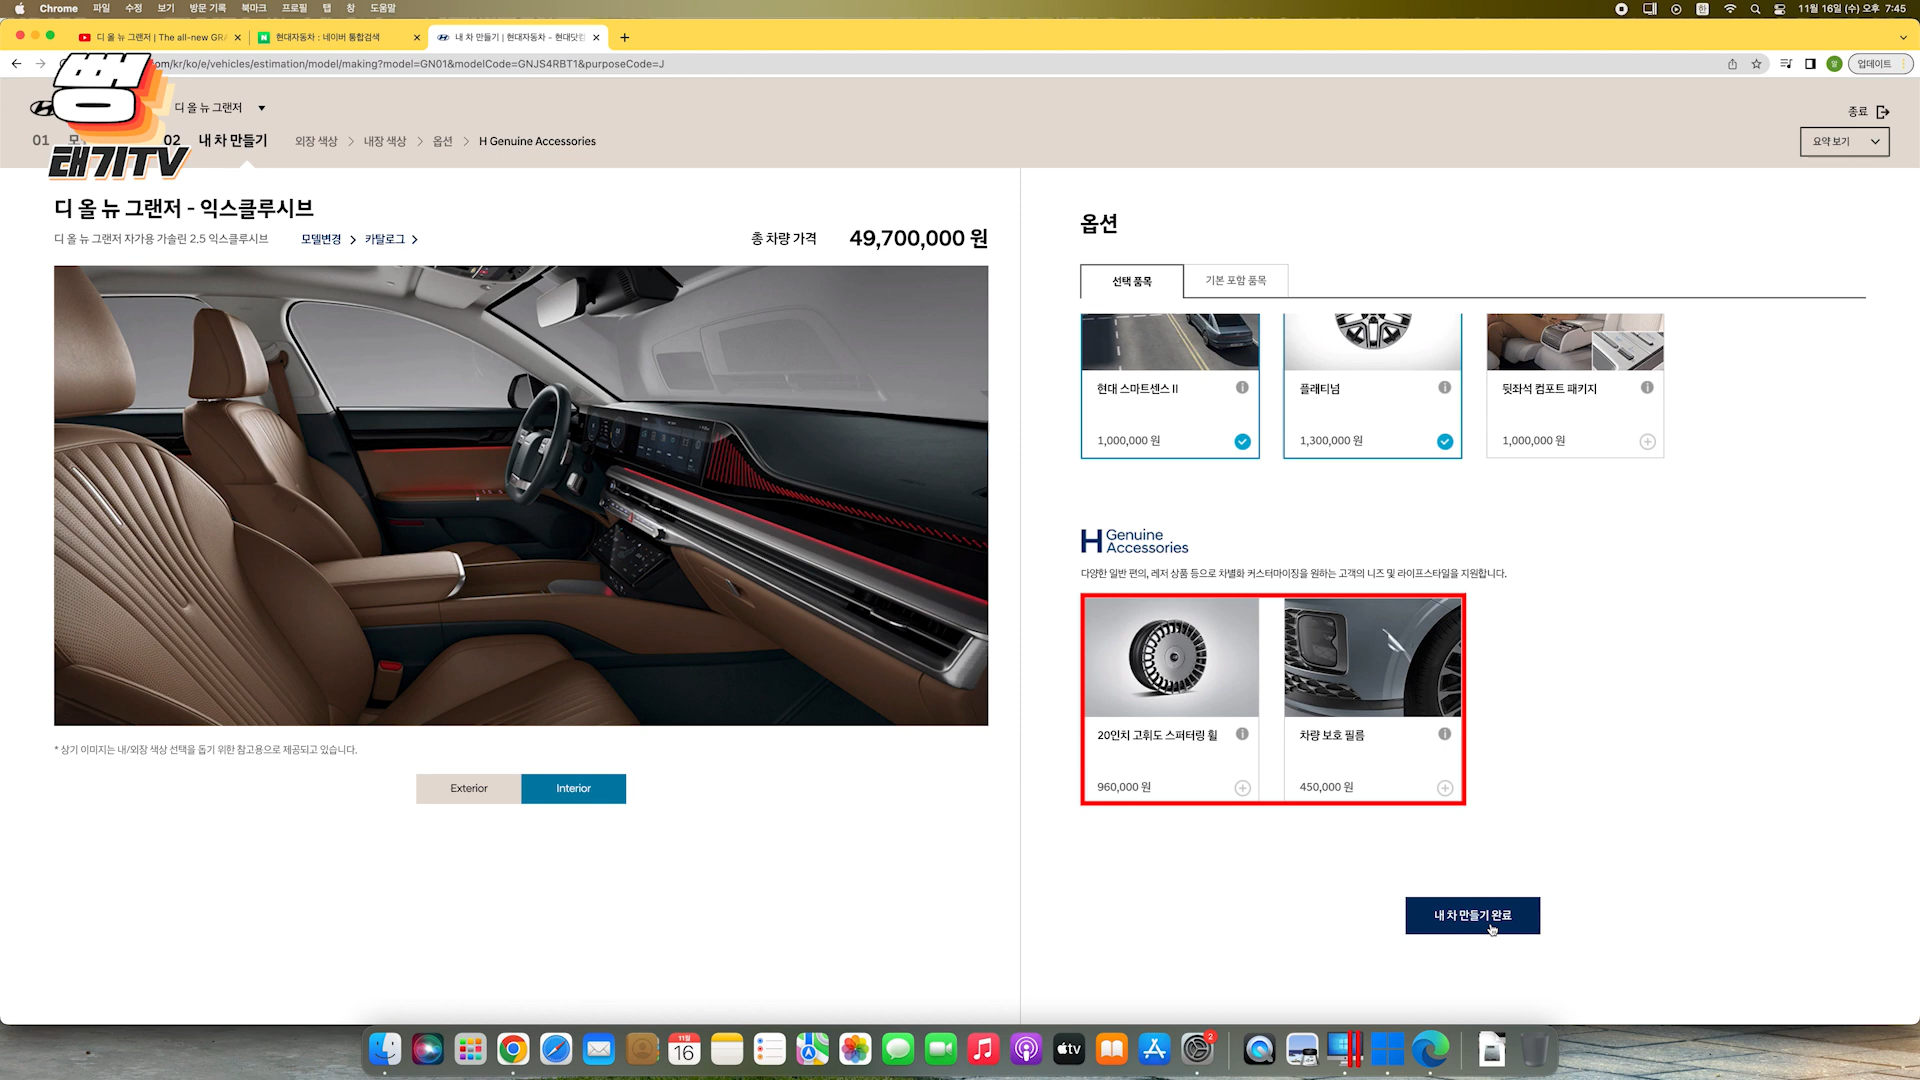 Chrome 파일 수정 보기 방문 기록 북마크 프로필 탭 창 도움말
한
11월 16일 (수) 오후 7:45
디 올 뉴 그랜저 | The all-new GR
현대자동차 : 네이버 통합검색
내 차 만들기 | 현대자동차 - 현대닷컴
om/kr/ko/e/vehicles/estimation/model/making?model=GN01&modelCode=GNJS4RBT1&purposeCode=J
업데이트
태기TV
디 올 뉴 그랜저
종료
01 모
02 내 차 만들기
외장 색상 > 내장 색상 > 옵션 > H Genuine Accessories
요약 보기
디 올 뉴 그랜저 - 익스클루시브
디 올 뉴 그랜저 자가용 가솔린 2.5 익스클루시브
모델변경 > 카탈로그 >
총 차량 가격 49,700,000 원
* 상기 이미지는 내/외장 색상 선택을 돕기 위한 참고용으로 제공되고 있습니다.
Exterior
Interior
옵션
선택 품목
기본 포함 품목
현대 스마트센스 II
1,000,000 원
플래티넘
1,300,000 원
뒷좌석 컴포트 패키지
1,000,000 원
H Genuine
Accessories
다양한 일반 편의, 레저 상품 등으로 차별화 커스터마이징을 원하는 고객의 니즈 및 라이프스타일을 지원합니다.
20인치 고휘도 스퍼터링 휠
960,000 원
차량 보호 필름
450,000 원
내 차 만들기 완료
11월
16
tv
2